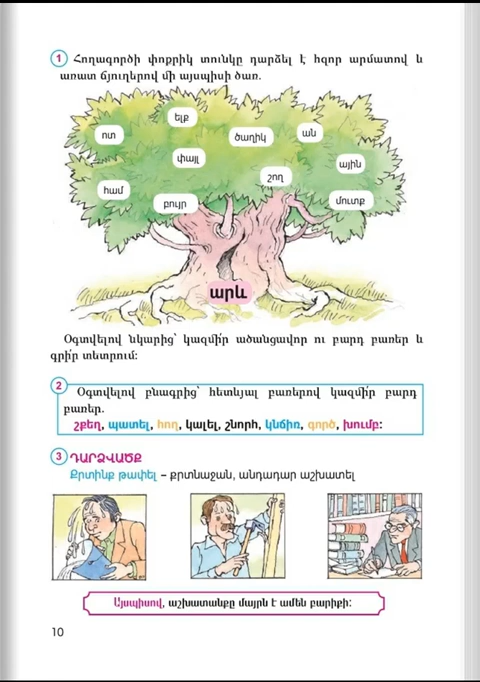 1 Հողագործի փոքրիկ տունկը դարձել է հզոր արմատով և
առատ ճյուղերով մի այսպիսի ծառ.
ելք
ոտ
ծաղիկ
ան
փայլ
ային
շող
համ
բույր
մուտք
արև
Օգտվելով նկարից՝ կազմի՛ր ածանցավոր ու բարդ բառեր և
գրի՛ր տետրում:
2 Օգտվելով բնագրից՝ հետևյալ բառերով կազմի՛ր բարդ
բառեր.
շքեղ, պատել, հող, կալել, շնորհ, կնճիռ, գործ, խումբ:
3 ԴԱՐՁՎԱԾՔ
Քրտինք թափել – քրտնաջան, անդադար աշխատել
Այսպիսով, աշխատանքը մայրն է ամեն բարիքի:
10